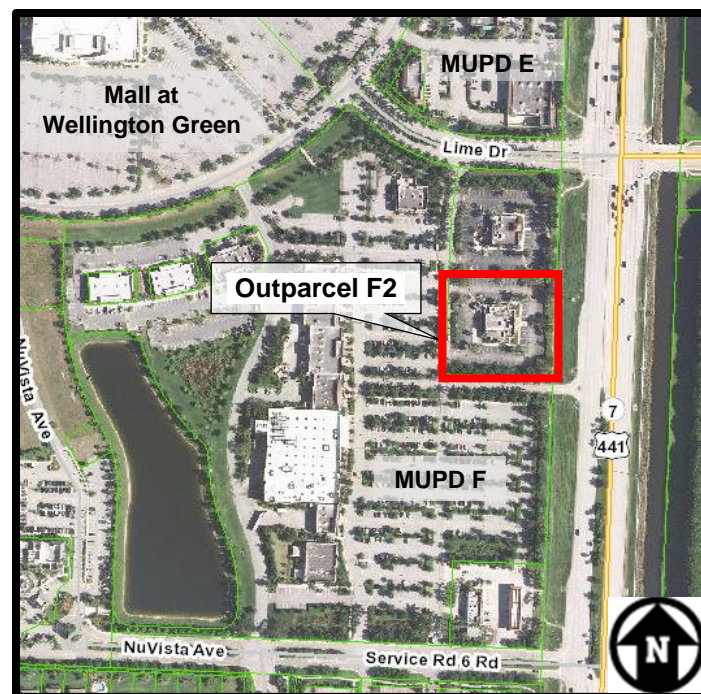 MUPD E
Mall at
Wellington Green
Lime Dr
Outparcel F2
NuVista Ave
7
441
MUPD F
NuVista Ave
Service Rd 6 Rd
N